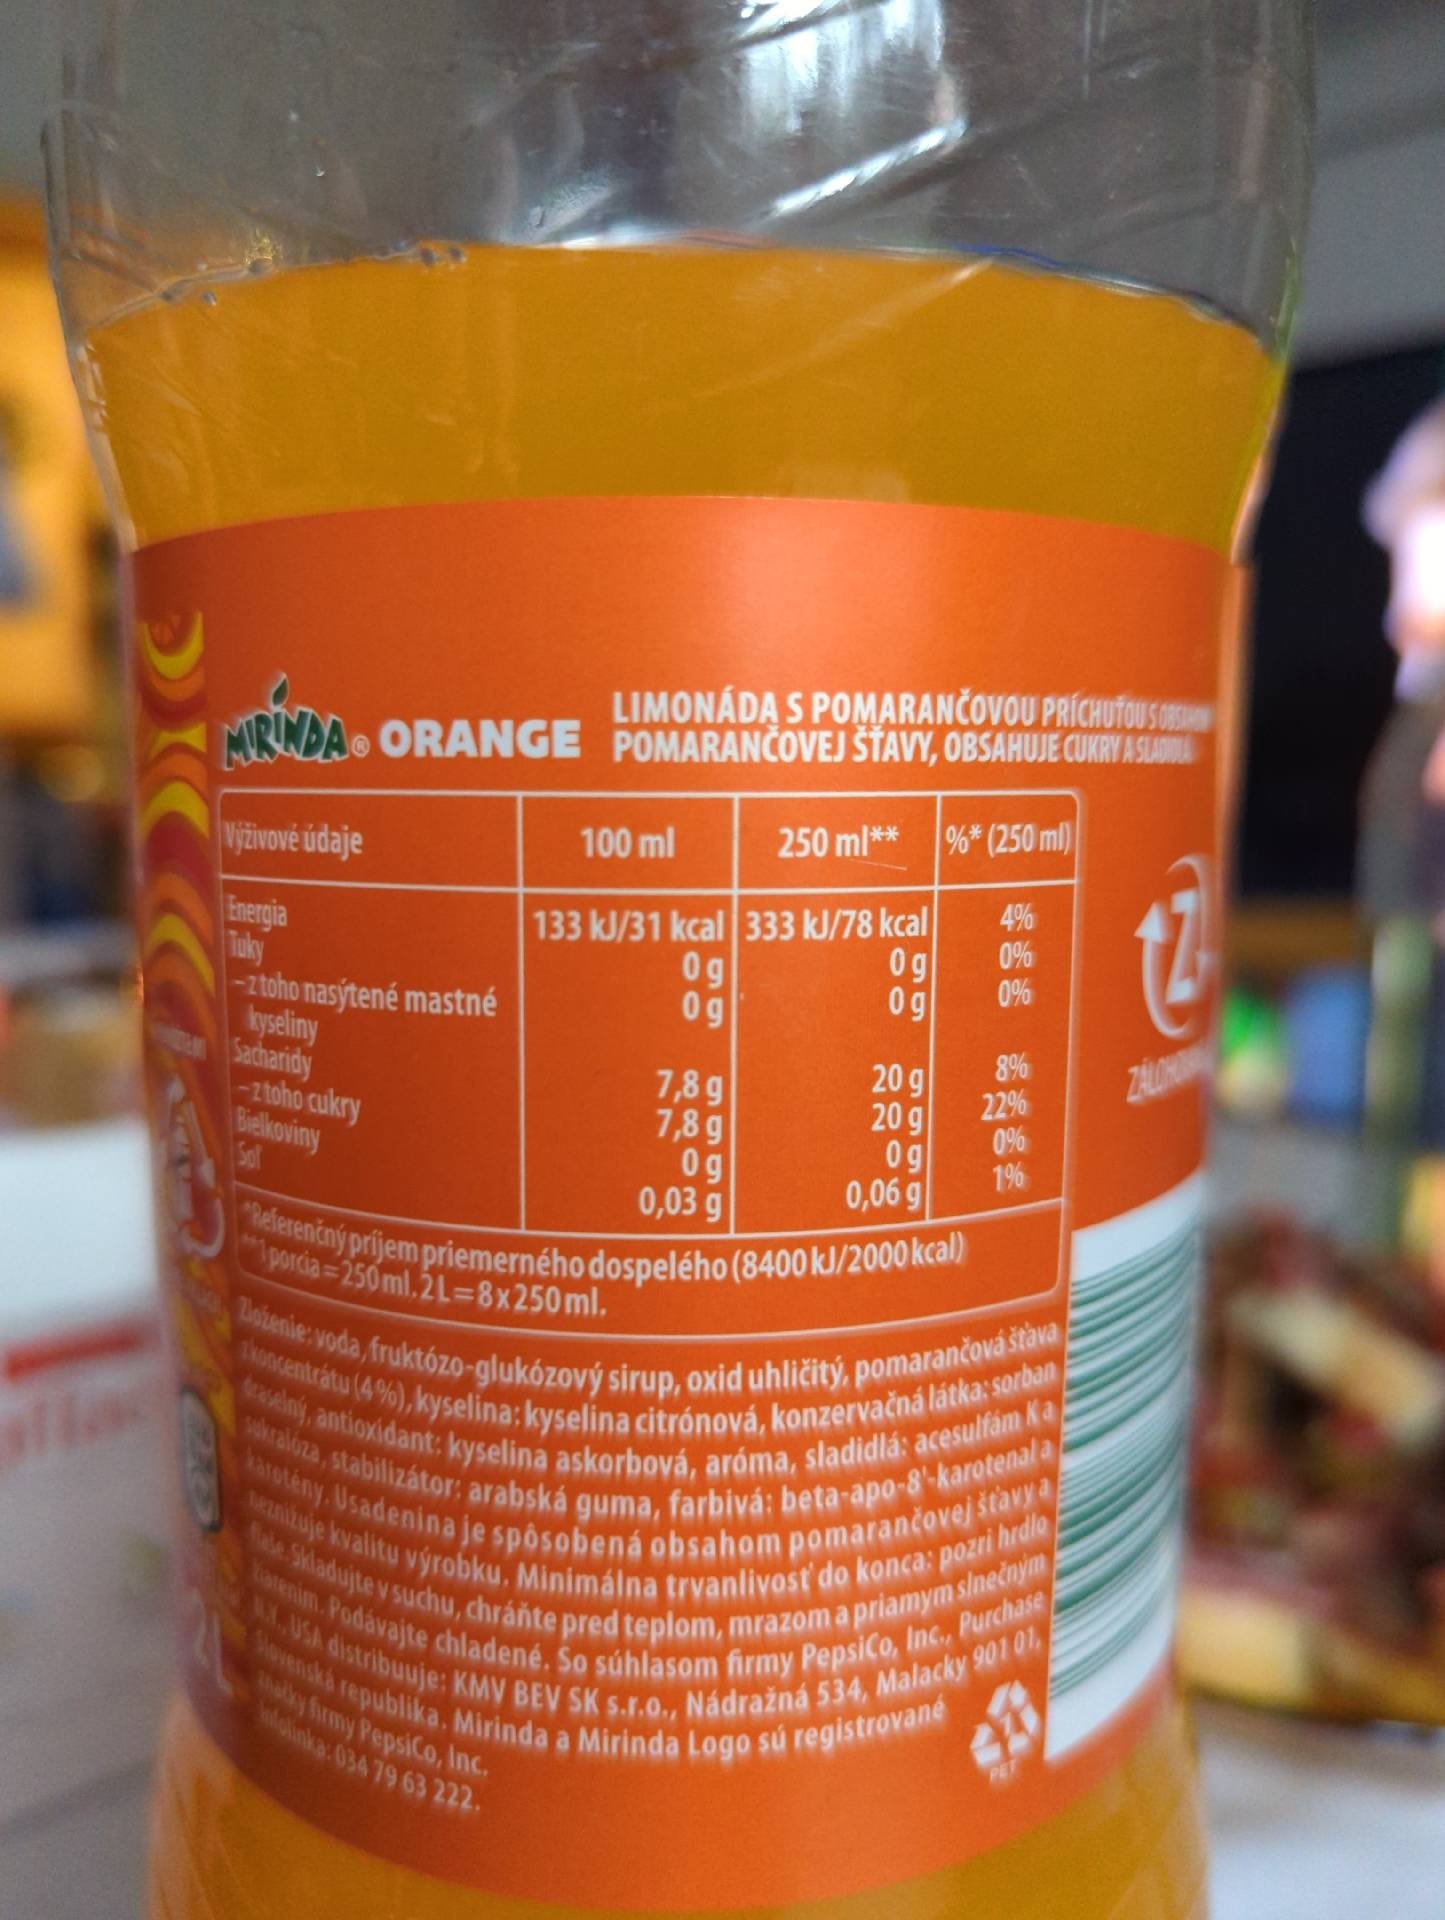 MIRINDA® ORANGE
LIMONÁDA S POMARANČOVOU PRÍCHUŤOU S OBSAHOM
POMARANČOVEJ ŠŤAVY, OBSAHUJE CUKRY A SLADIDLÁ
Výživové údaje 100 ml 250 ml** %* (250 ml)
Energia 133 kJ/31 kcal 333 kJ/78 kcal 4%
Tuky 0 g 0 g 0%
– z toho nasýtené mastné 0 g 0 g 0%
kyseliny
Sacharidy 7,8 g 20 g 8%
– z toho cukry 7,8 g 20 g 22%
Bielkoviny 0 g 0 g 0%
Soľ 0,03 g 0,06 g 1%
*Referenčný príjem priemerného dospelého (8400 kJ/2000 kcal)
**1 porcia = 250 ml. 2 L = 8 x 250 ml.
Zloženie: voda, fruktózo-glukózový sirup, oxid uhličitý, pomarančová šťava
z koncentrátu (4%), kyselina: kyselina citrónová, konzervačná látka: sorban
draselný, antioxidant: kyselina askorbová, aróma, sladidlá: acesulfám K a
sukralóza, stabilizátor: arabská guma, farbivá: beta-apo-8'-karotenal a
karotény. Usadenina je spôsobená obsahom pomarančovej šťavy a
neznižuje kvalitu výrobku. Minimálna trvanlivosť do konca: pozri hrdlo
fľaše. Skladujte v suchu, chráňte pred teplom, mrazom a priamym slnečným
žiarením. Podávajte chladené. So súhlasom firmy PepsiCo, Inc., Purchase
N.Y., USA distribuuje: KMV BEV SK s.r.o., Nádražná 534, Malacky 901 01,
Slovenská republika. Mirinda a Mirinda Logo sú registrované
značky firmy PepsiCo, Inc.
Infolinka: 034 79 63 222.
Z
1
PET
2L